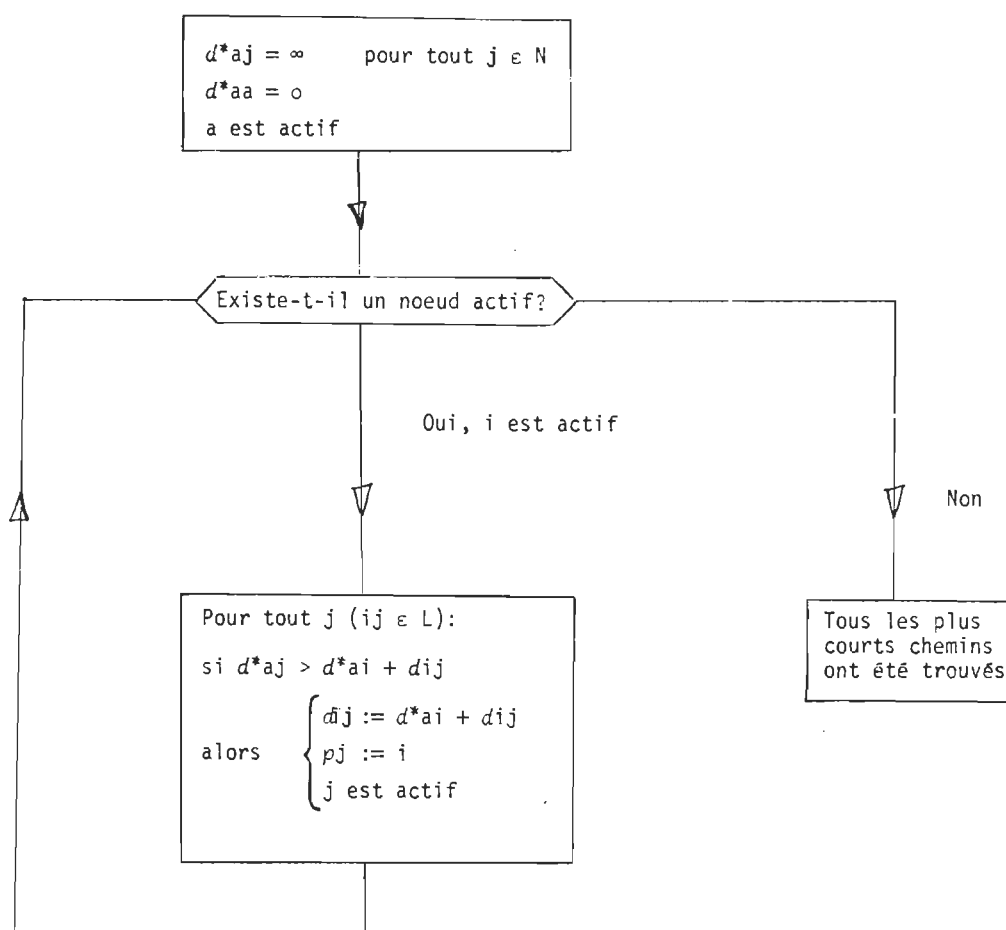 d*aj = ∞ pour tout j ε N
d*aa = o
a est actif
Existe-t-il un noeud actif?
Oui, i est actif
Non
Pour tout j (ij ε L):
si d*aj > d*ai + dij
alors
dij := d*ai + dij
pj := i
j est actif
Tous les plus
courts chemins
ont été trouvés